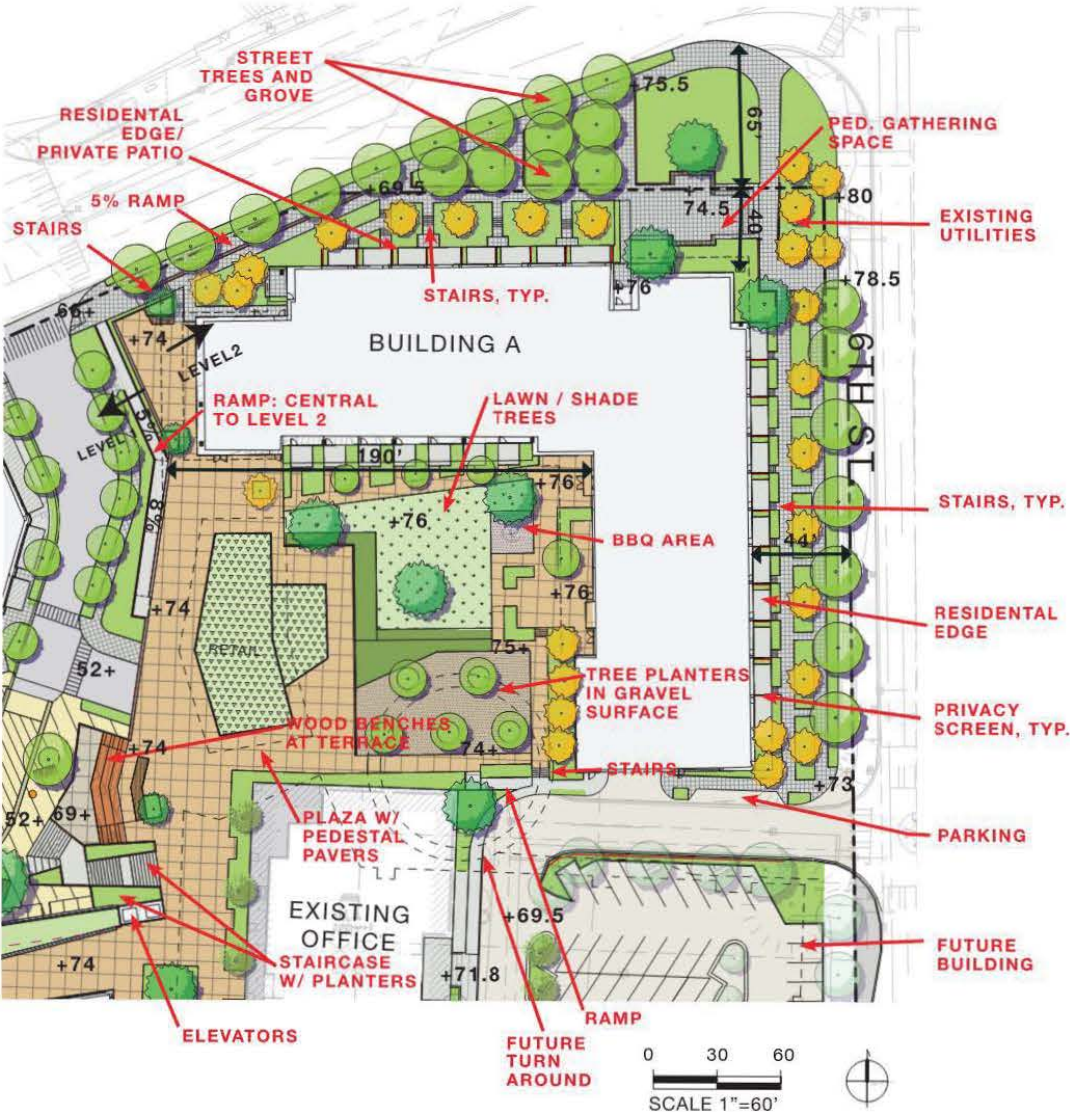 STREET
TREES AND
GROVE
+75.5
RESIDENTIAL
EDGE/
PRIVATE PATIO
65'
PED. GATHERING
SPACE
+69.5
+80
5% RAMP
74.5
40
EXISTING
UTILITIES
STAIRS
+76
+78.5
STAIRS, TYP.
66+
+74
LEVEL2
BUILDING A
6TH ST
RAMP: CENTRAL
TO LEVEL 2
LAWN / SHADE
TREES
5%
LEVEL
190'
+76
8%
+76
STAIRS, TYP.
BBQ AREA
44'
+76
+74
RESIDENTAL
EDGE
RETAIL
75+
52+
TREE PLANTERS
IN GRAVEL
SURFACE
PRIVACY
SCREEN, TYP.
WOOD BENCHES
AT TERRACE
+74
74+
STAIRS
+73
52+
69+
PLAZA W/
PEDESTAL
PAVERS
PARKING
EXISTING
OFFICE
+69.5
STAIRCASE
W/ PLANTERS
+74
+71.8
FUTURE
BUILDING
ELEVATORS
RAMP
FUTURE
TURN
AROUND
0 30 60
SCALE 1"=60'